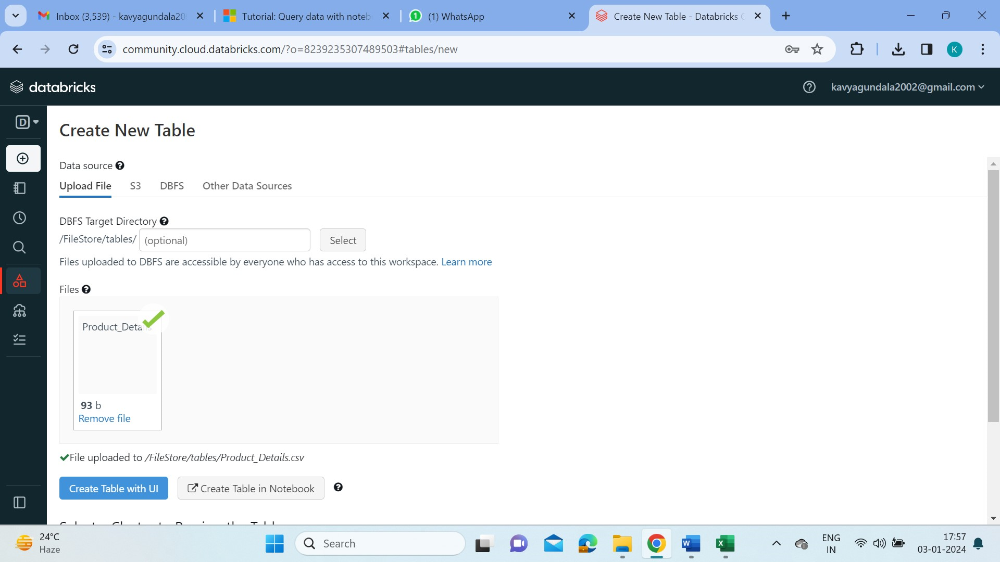 Inbox (3,539) - kavyagundala20
Tutorial: Query data with noteb
1
(1) WhatsApp
Create New Table - Databricks C
community.cloud.databricks.com/?o=8239235307489503#tables/new
K
databricks
kavyagundala2002@gmail.com
D
Create New Table
Data source
Upload File S3 DBFS Other Data Sources
DBFS Target Directory
/FileStore/tables/ (optional) Select
Files uploaded to DBFS are accessible by everyone who has access to this workspace. Learn more
Files
Product_Details
93 b
Remove file
File uploaded to /FileStore/tables/Product_Details.csv
Create Table with UI
Create Table in Notebook
24°C
Haze
Search
W
X
ENG
IN
17:57
03-01-2024